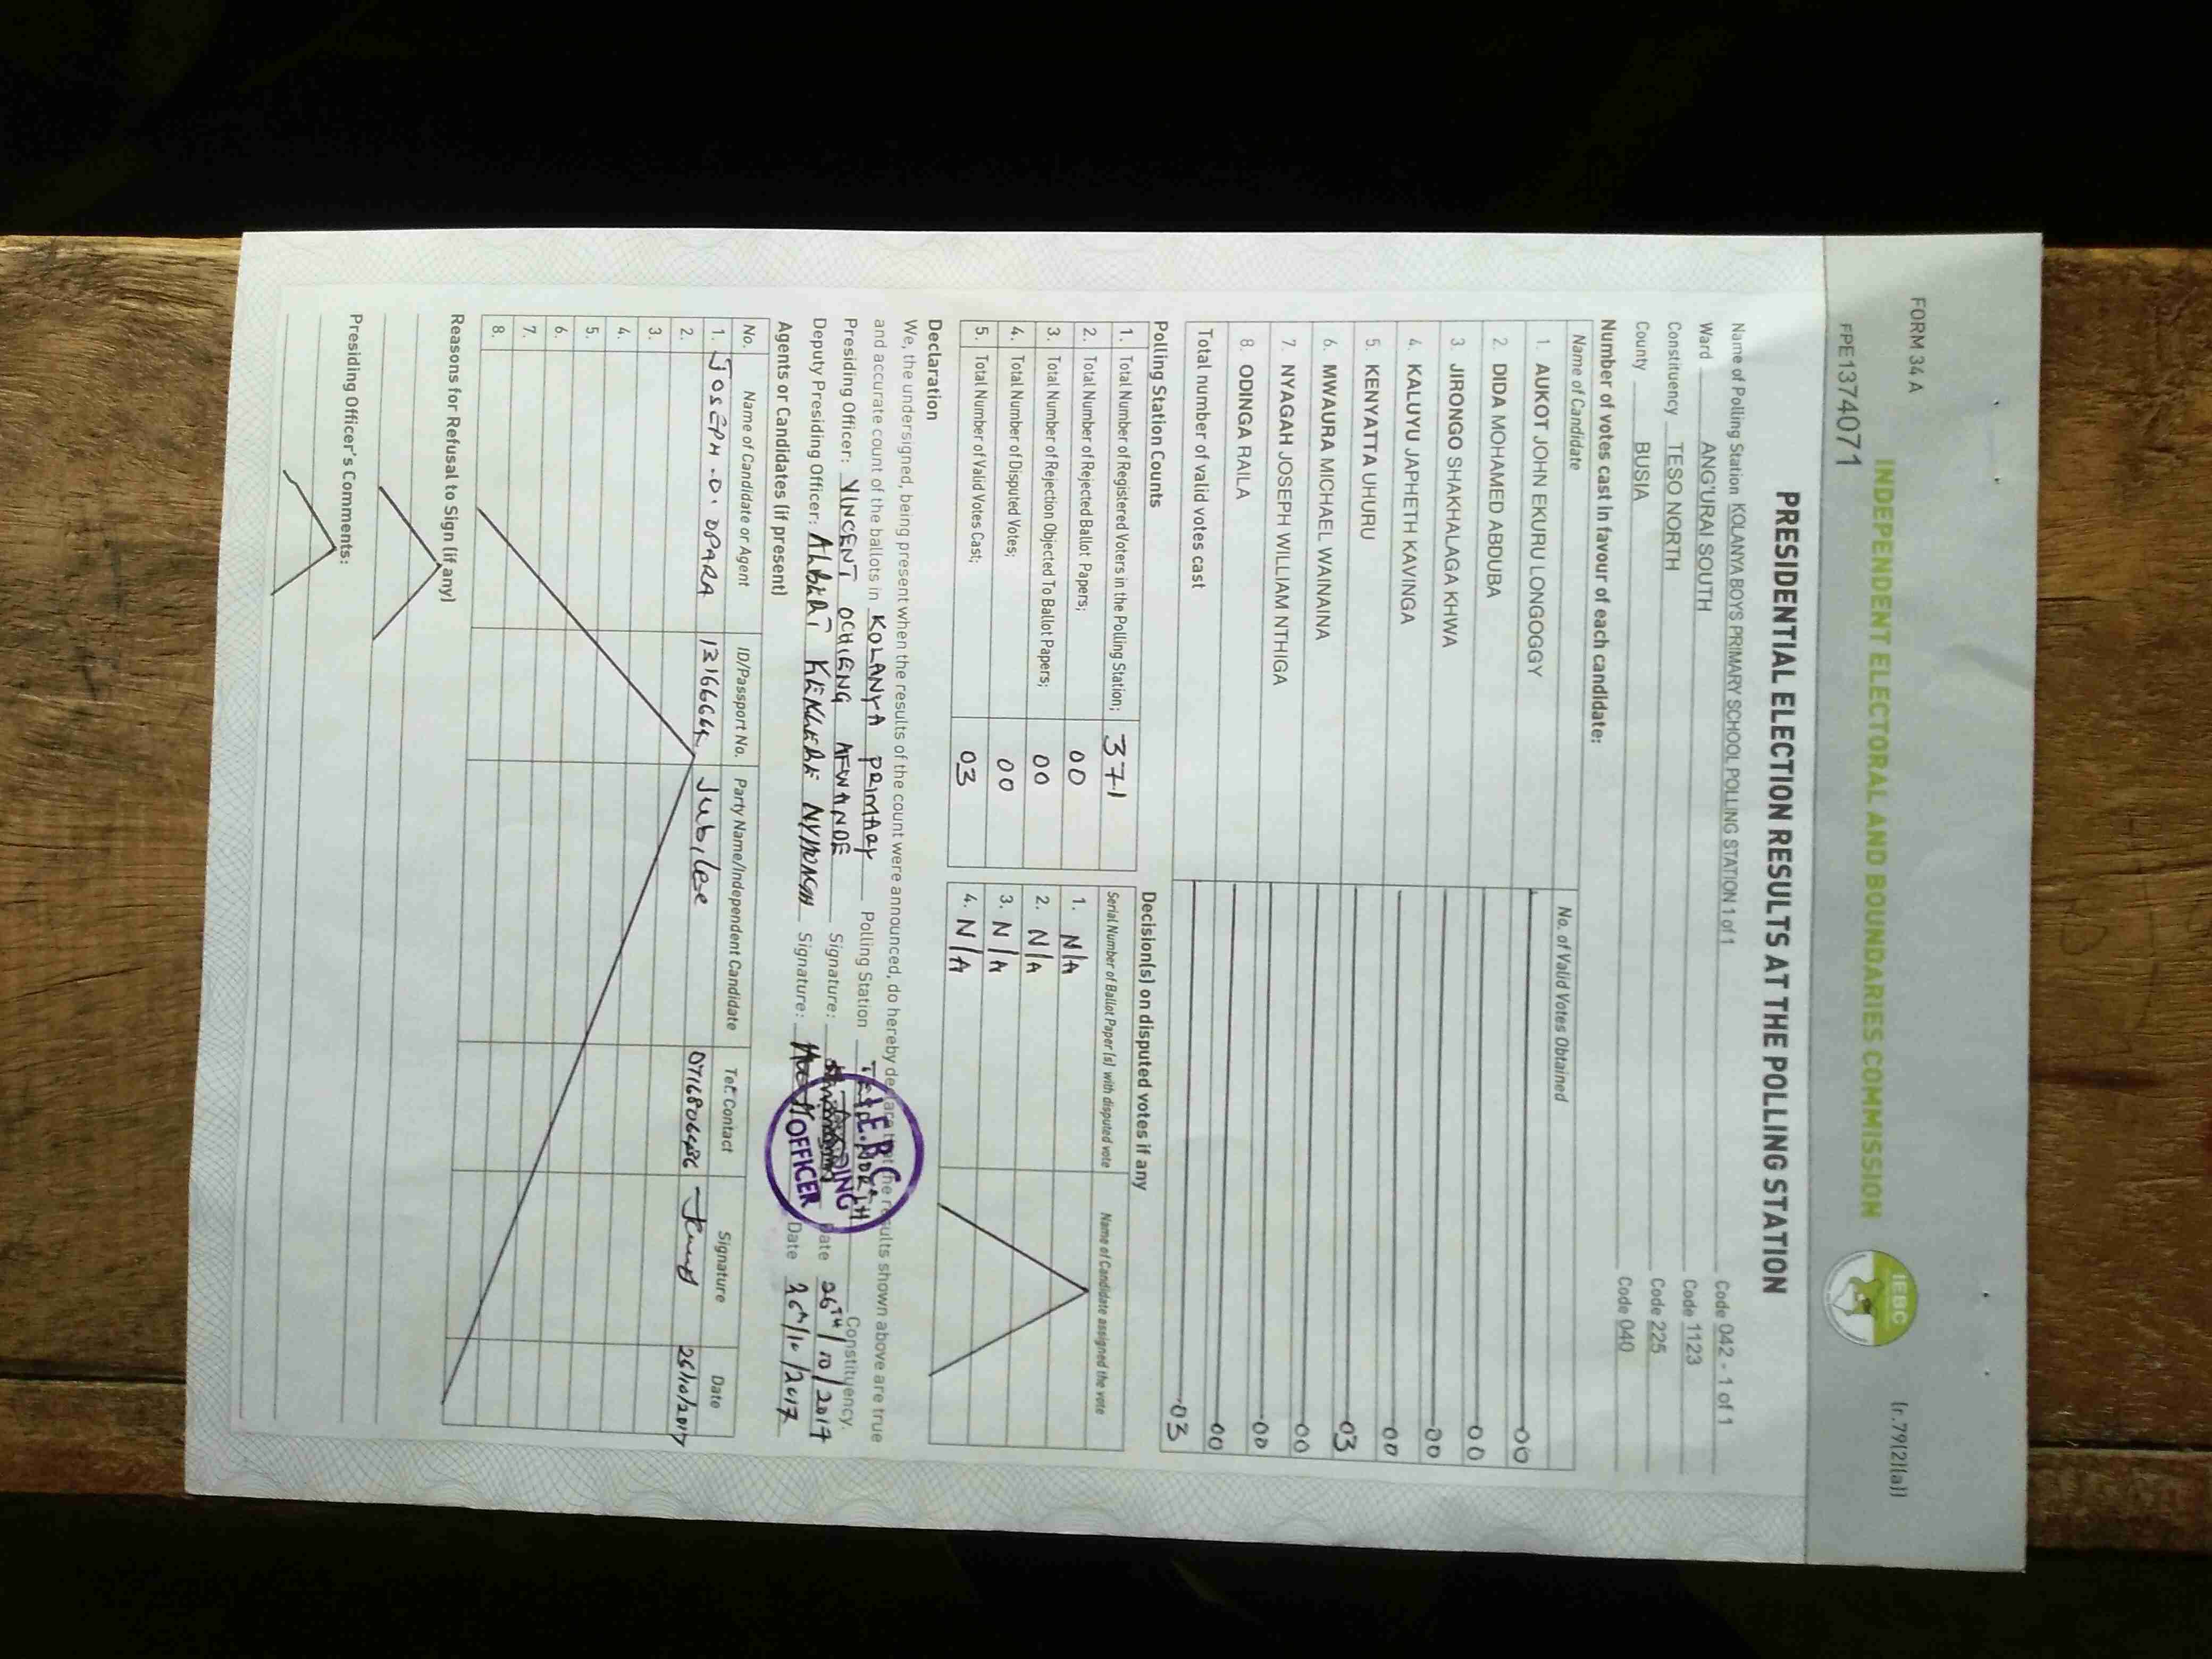 FORM 34 A
(r.79(2)(a))
FPE1374071
INDEPENDENT ELECTORAL AND BOUNDARIES COMMISSION
IEBC
PRESIDENTIAL ELECTION RESULTS AT THE POLLING STATION
Name of Polling Station KOLANYA BOYS PRIMARY SCHOOL POLLING STATION 1 of 1 Code 042 - 1 of 1
Ward ANG'URAI SOUTH Code 1123
Constituency TESO NORTH Code 225
County BUSIA Code 040
Number of votes cast in favour of each candidate:
Name of Candidate No. of Valid Votes Obtained
1. AUKOT JOHN EKURU LONGOGGY 00
2. DIDA MOHAMED ABDUBA 00
3. JIRONGO SHAKHALAGA KHWA 00
4. KALUYU JAPHETH KAVINGA 00
5. KENYATTA UHURU 03
6. MWAURA MICHAEL WAINAINA 00
7. NYAGAH JOSEPH WILLIAM NTHIGA 00
8. ODINGA RAILA 00
Total number of valid votes cast 03
Polling Station Counts
1. Total Number of Registered Voters in the Polling Station; 371
2. Total Number of Rejected Ballot Papers; 00
3. Total Number of Rejection Objected To Ballot Papers; 00
4. Total Number of Disputed Votes; 00
5. Total Number of Valid Votes Cast; 03
Decision(s) on disputed votes if any
Serial Number of Ballot Paper (s) with disputed vote Name of Candidate assigned the vote
1. N/A
2. N/A
3. N/A
4. N/A
Declaration
We, the undersigned, being present when the results of the count were announced, do hereby declare that the results shown above are true
and accurate count of the ballots in KOLANYA PRIMARY Polling Station TESO NORTH Constituency.
Presiding Officer: VINCENT OCHIENG AFWANDE Signature: Date 26TH/10/2017
Deputy Presiding Officer: Signature: Date 26th/10/2017
IEBC
OFFICER
Agents or Candidates (if present)
No. Name of Candidate or Agent ID/Passport No. Party Name/Independent Candidate Tel: Contact Signature Date
1. JOSEPH .O. OPARA 12166644 Jubilee 0716806486 26/10/2017
2.
3.
4.
5.
6.
7.
8.
Reasons for Refusal to Sign (if any)
Presiding Officer's Comments: